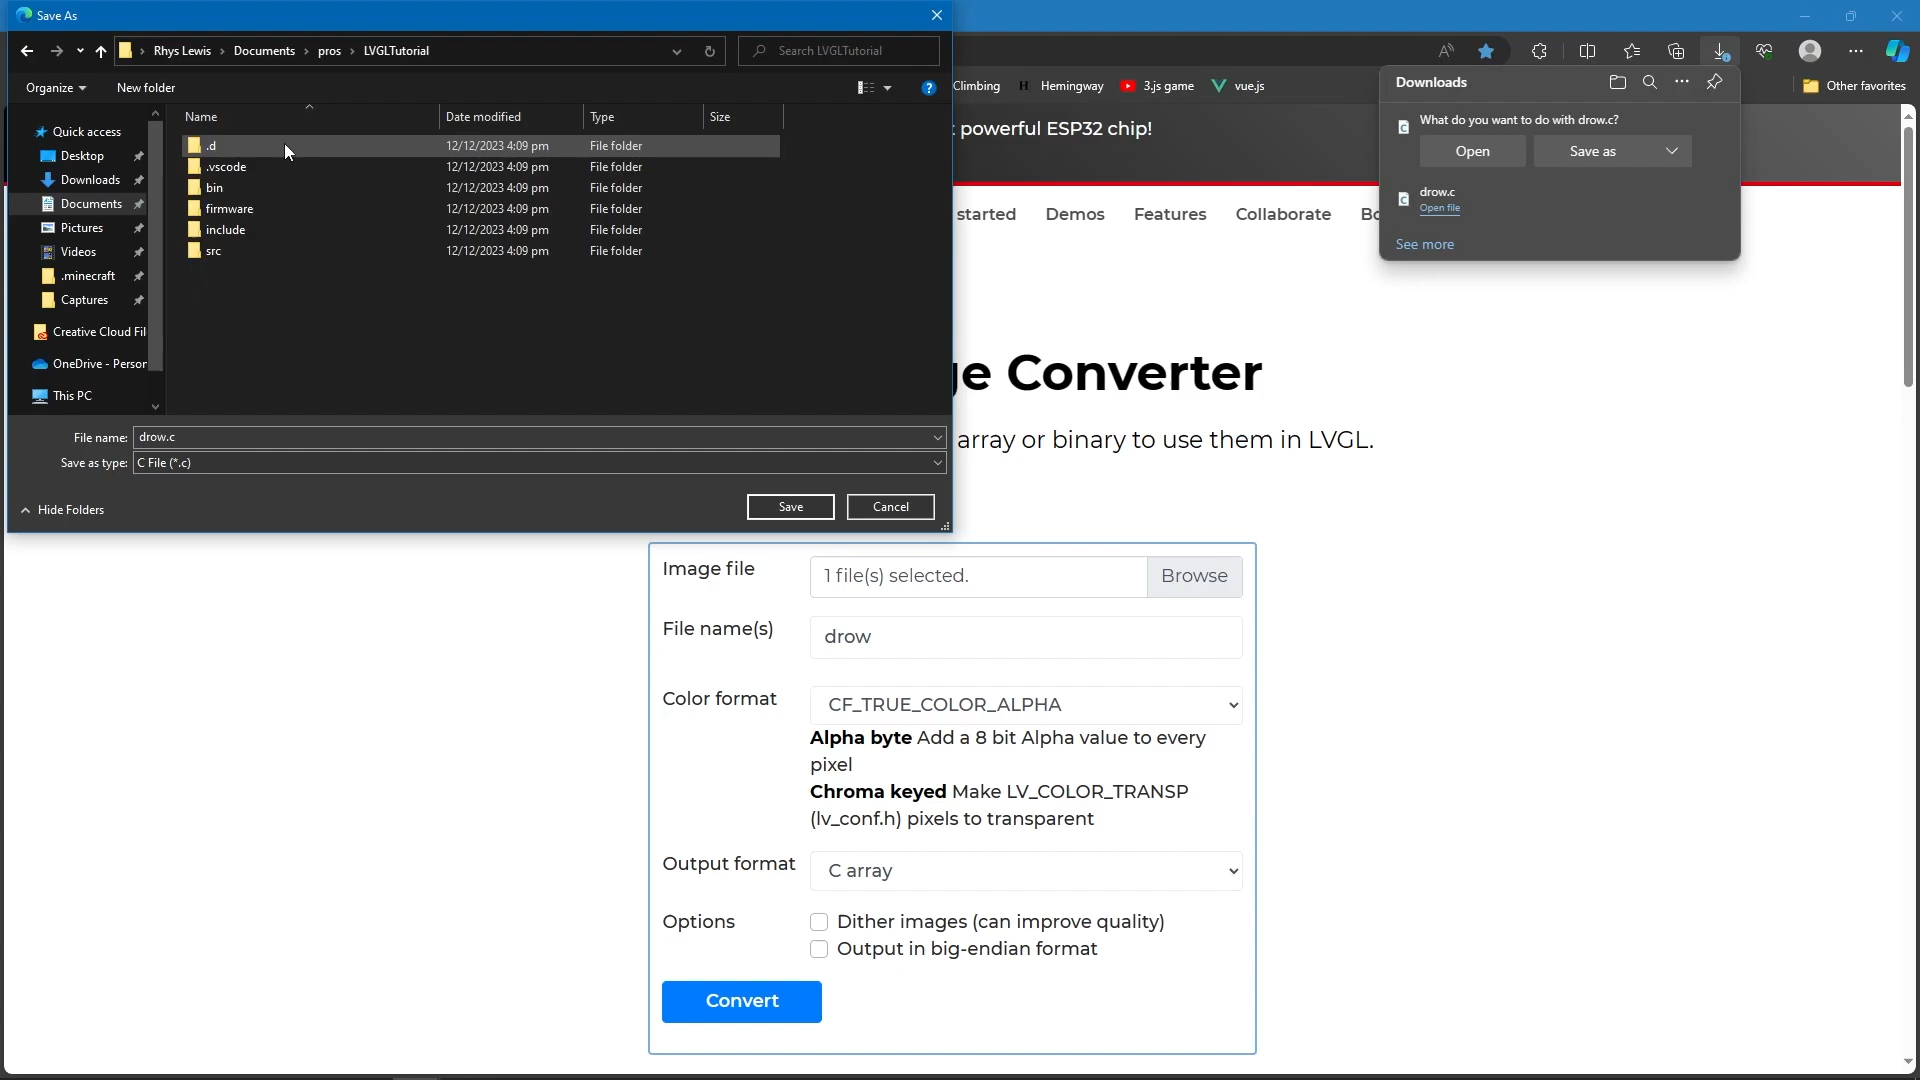 Save As
Rhys Lewis > Documents > pros > LVGLTutorial
Search LVGLTutorial
Organize
New folder
Name Date modified Type Size
.d 12/12/2023 4:09 pm File folder
.vscode 12/12/2023 4:09 pm File folder
bin 12/12/2023 4:09 pm File folder
firmware 12/12/2023 4:09 pm File folder
include 12/12/2023 4:09 pm File folder
src 12/12/2023 4:09 pm File folder
Quick access
Desktop
Downloads
Documents
Pictures
Videos
.minecraft
Captures
Creative Cloud Fil
OneDrive - Person
This PC
File name: drow.c
Save as type: C File (*.c)
Hide Folders
Save
Cancel
Climbing
H Hemingway
3.js game
vue.js
Other favorites
powerful ESP32 chip!
started Demos Features Collaborate
Downloads
What do you want to do with drow.c?
Open
Save as
drow.c
Open file
See more
ge Converter
array or binary to use them in LVGL.
Image file
1 file(s) selected.
Browse
File name(s)
drow
Color format
CF_TRUE_COLOR_ALPHA
Alpha byte Add a 8 bit Alpha value to every
pixel
Chroma keyed Make LV_COLOR_TRANSP
(lv_conf.h) pixels to transparent
Output format
C array
Options
Dither images (can improve quality)
Output in big-endian format
Convert